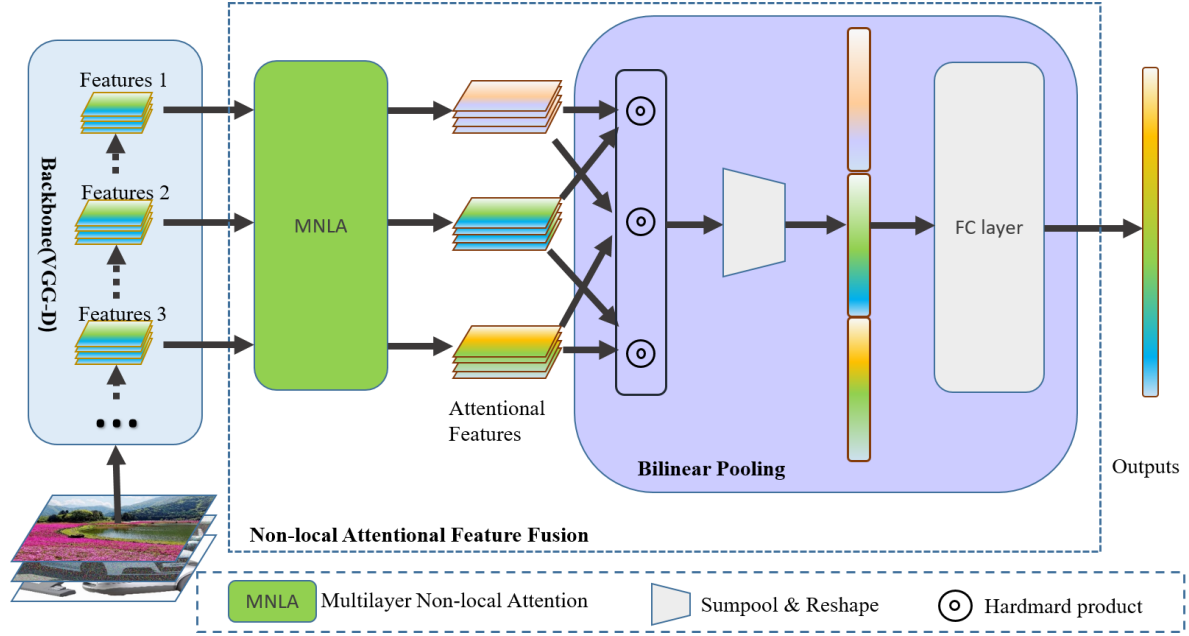 Features 1
Features 2
Features 3
Backbone(VGG-D)
MNLA
Attentional
Features
Bilinear Pooling
FC layer
Outputs
Non-local Attentional Feature Fusion
MNLA
Multilayer Non-local Attention
Sumpool & Reshape
Hardmard product